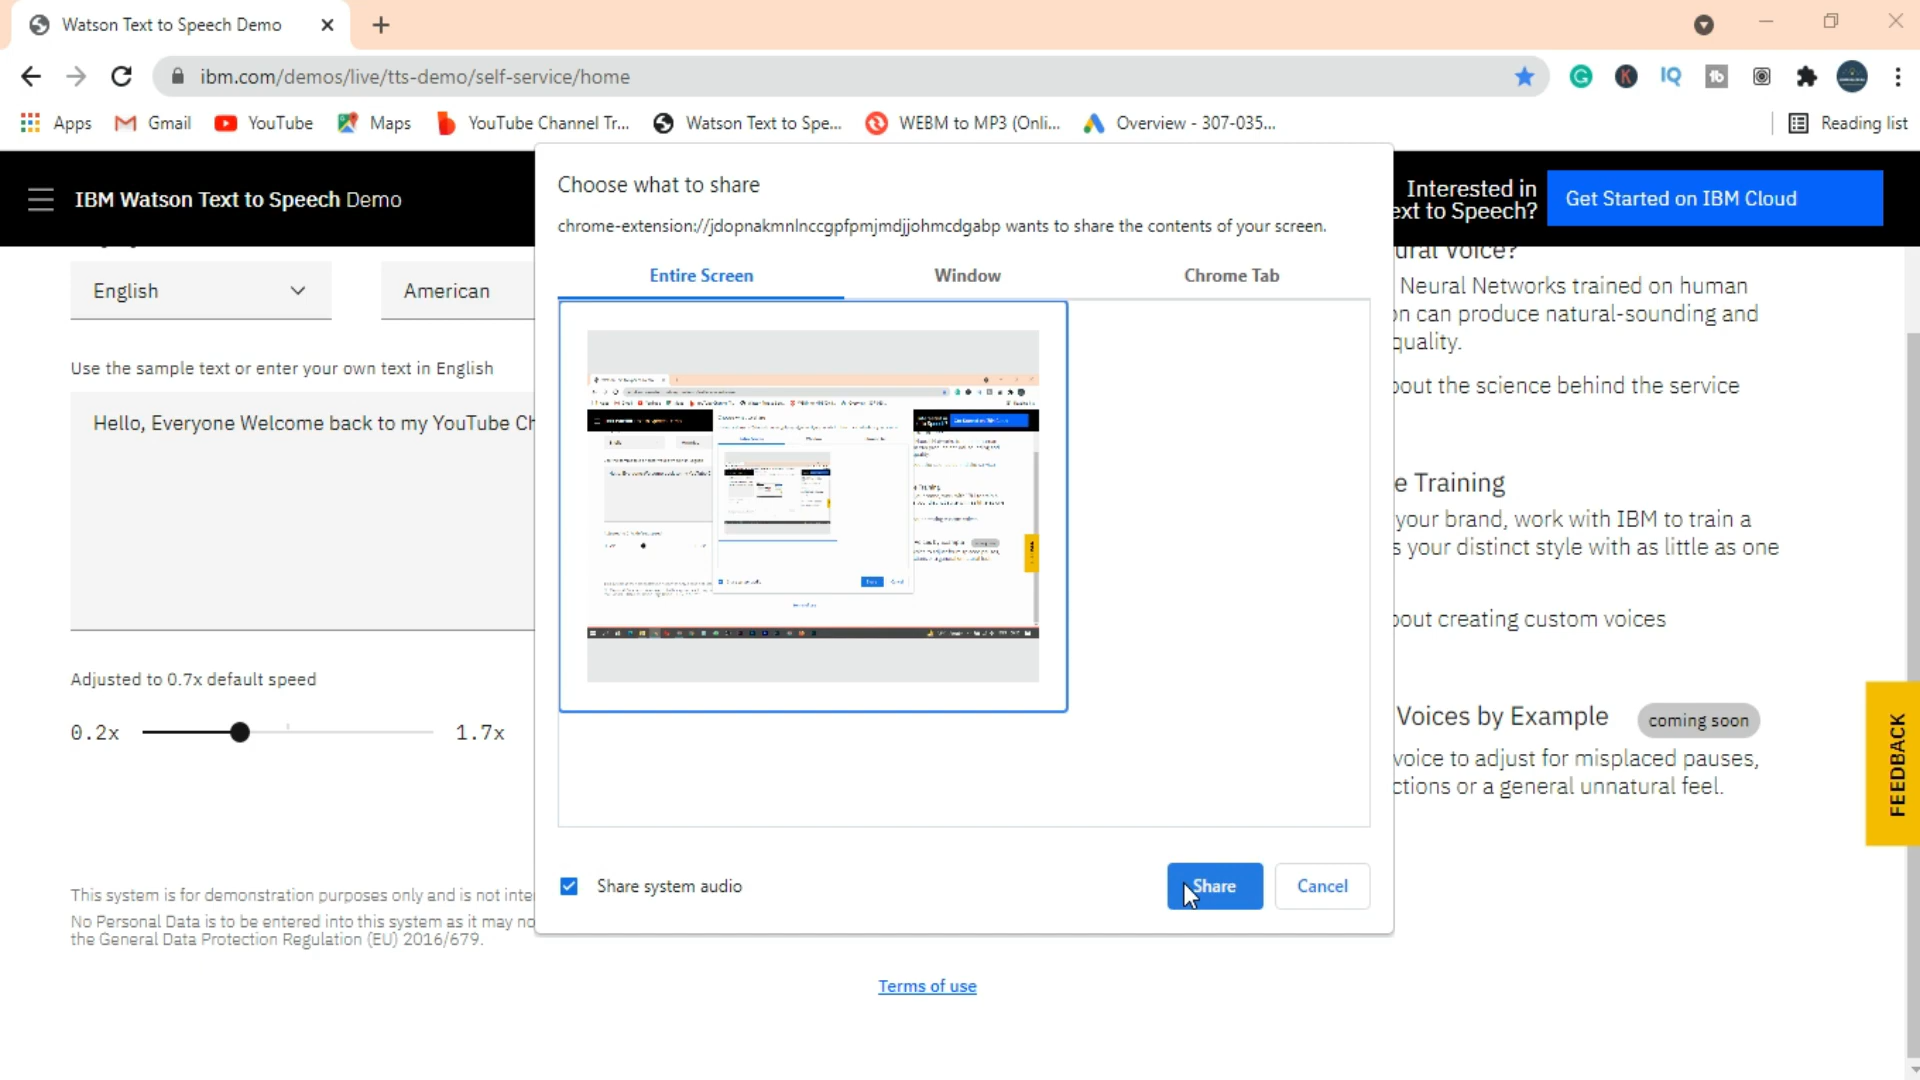 Watson Text to Speech Demo
ibm.com/demos/live/tts-demo/self-service/home
Apps
Gmail
YouTube
Maps
YouTube Channel Tr...
Watson Text to Spe...
WEBM to MP3 (Onli...
Overview - 307-035...
Reading list
IBM Watson Text to Speech Demo
Interested in
ext to Speech?
Get Started on IBM Cloud
Choose what to share
chrome-extension://jdopnakmnlnccgpfpmjmdjjohmcdgabp wants to share the contents of your screen.
Entire Screen
Window
Chrome Tab
Share system audio
Share
Cancel
English
American
Use the sample text or enter your own text in English
Hello, Everyone Welcome back to my YouTube Ch
Adjusted to 0.7x default speed
0.2x
1.7x
This system is for demonstration purposes only and is not inte
No Personal Data is to be entered into this system as it may no
the General Data Protection Regulation (EU) 2016/679.
ural Voice?
Neural Networks trained on human
on can produce natural-sounding and
quality.
bout the science behind the service
e Training
your brand, work with IBM to train a
s your distinct style with as little as one
bout creating custom voices
Voices by Example
coming soon
voice to adjust for misplaced pauses,
ctions or a general unnatural feel.
FEEDBACK
Terms of use